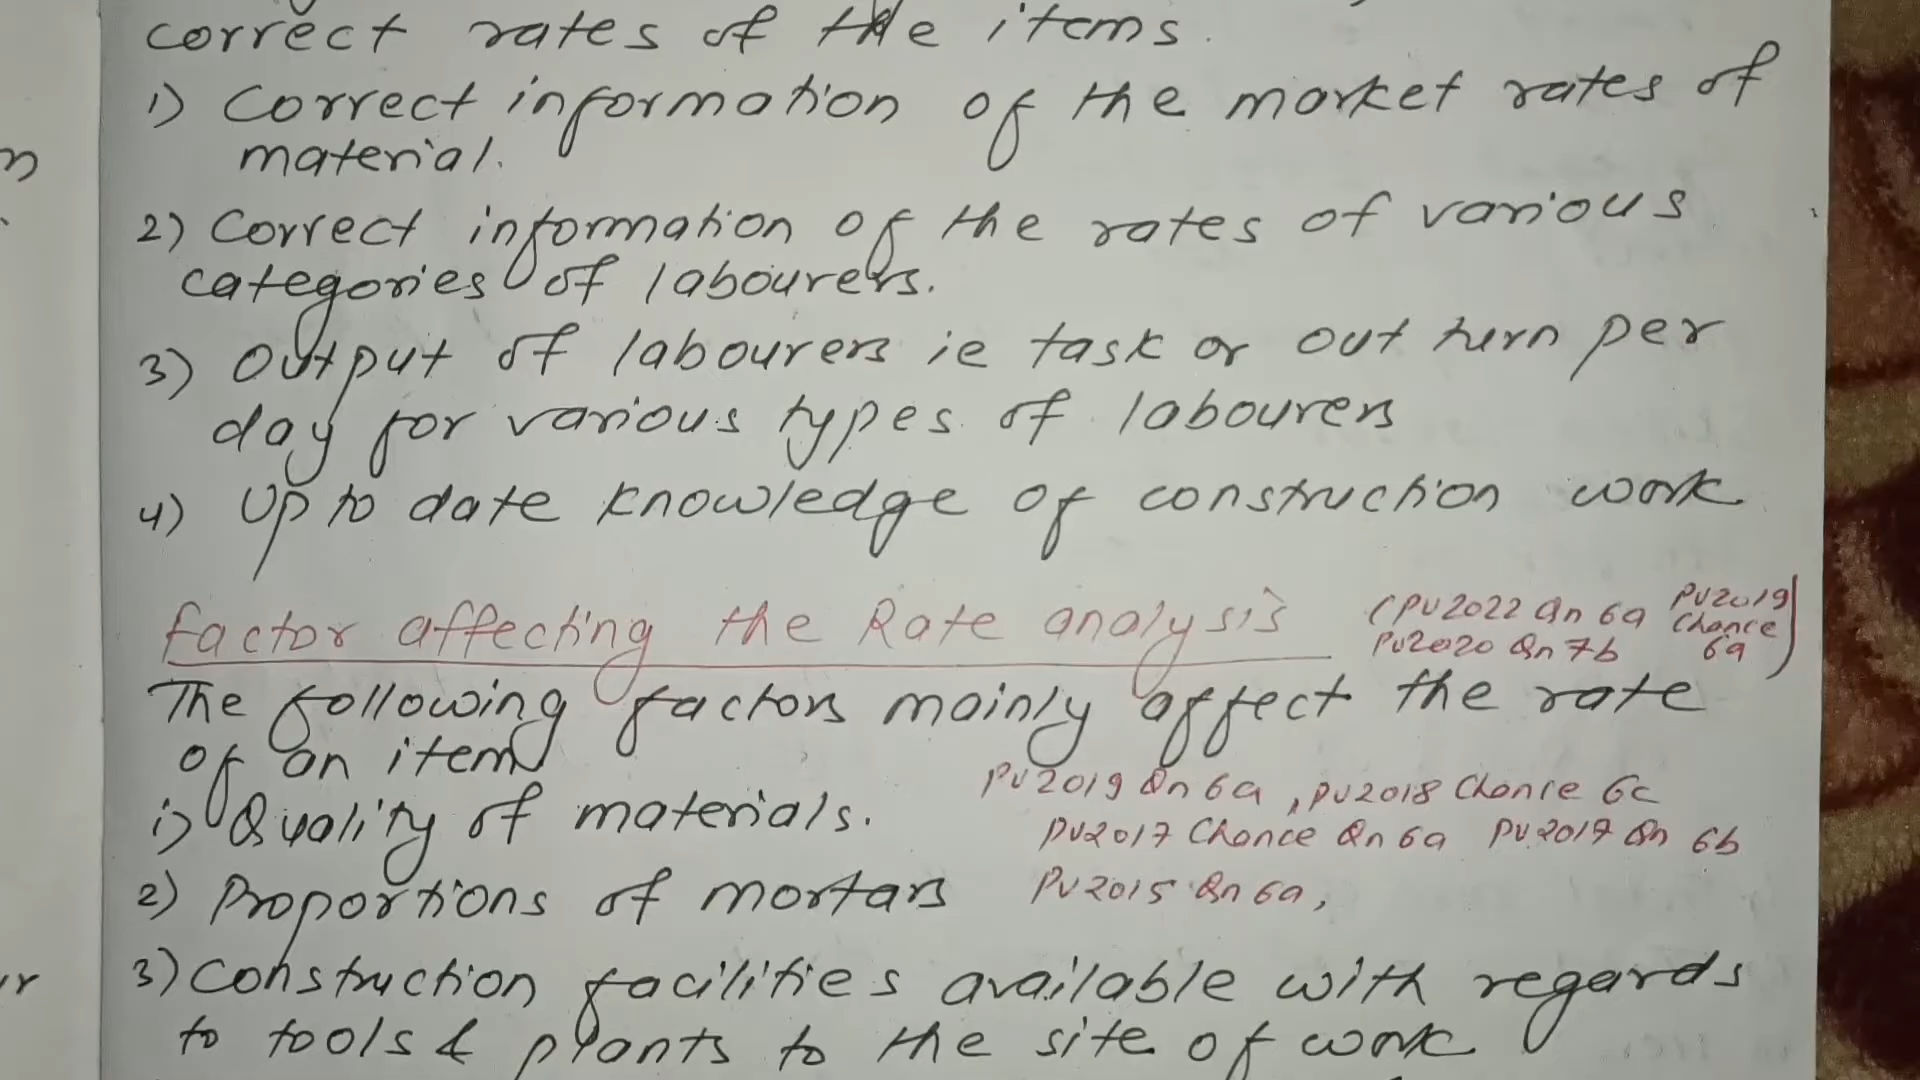 correct rates of the items.
1) Correct information of the market rates of
material.
2) Correct information of the rates of various
categories of labourers.
3) Output of labourers ie task or out turn per
day for various types of labourers
4) Up to date knowledge of construction work
factor affecting the Rate analysis (PU2022 Qn 6a PU2019
Chance
PU2020 Qn 7b 6a)
The following factors mainly affect the rate
of an item
PU2019 Qn 6a, PU2018 Chance 6c
1) Quality of materials.
PU2017 Chance Qn 6a PU2017 Qn 6b
2) Proportions of mortars PU2015 Qn 6a,
3) Construction facilities available with regards
to tools & plants to the site of work